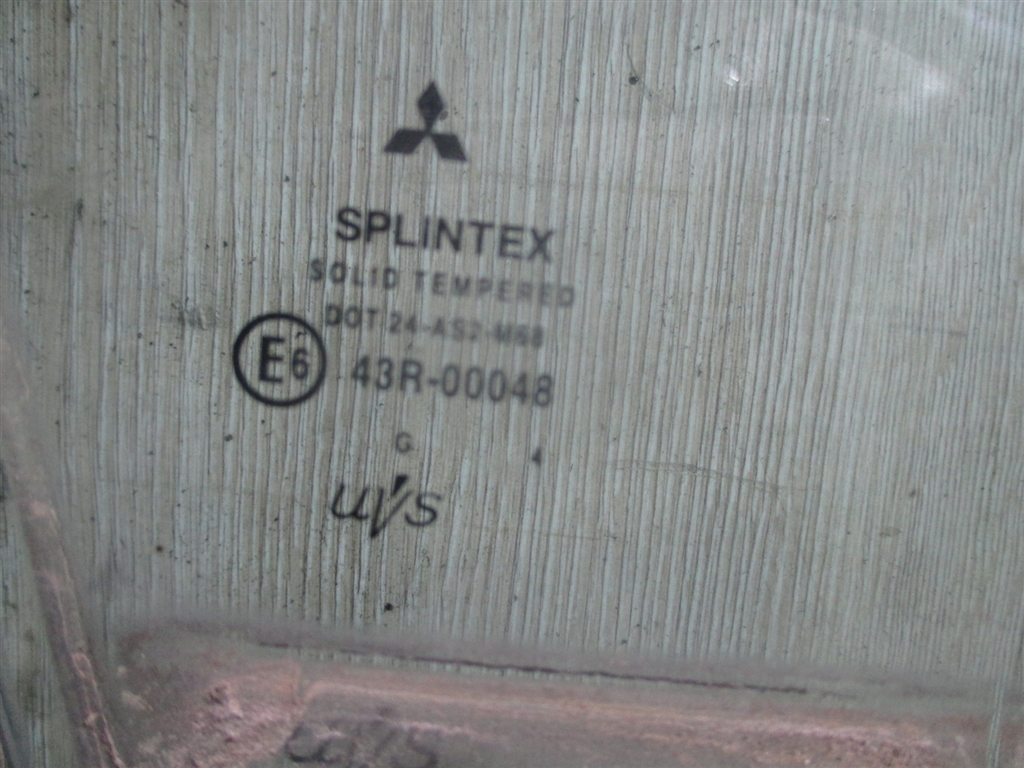 SPLINTEX
SOLID TEMPERED
DOT 24-AS2-M68
E6 43R-00048
G. 4
uVs